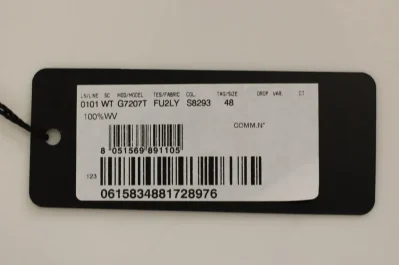 LS/LINE SC MOD/MODEL TES/FABRIC COL. TAG/SIZE DROP VAR. CT
0101 WT G7207T FU2LY S8293 48
100%WV
COMM.N°
8 051569 891105
123
0615834881728976